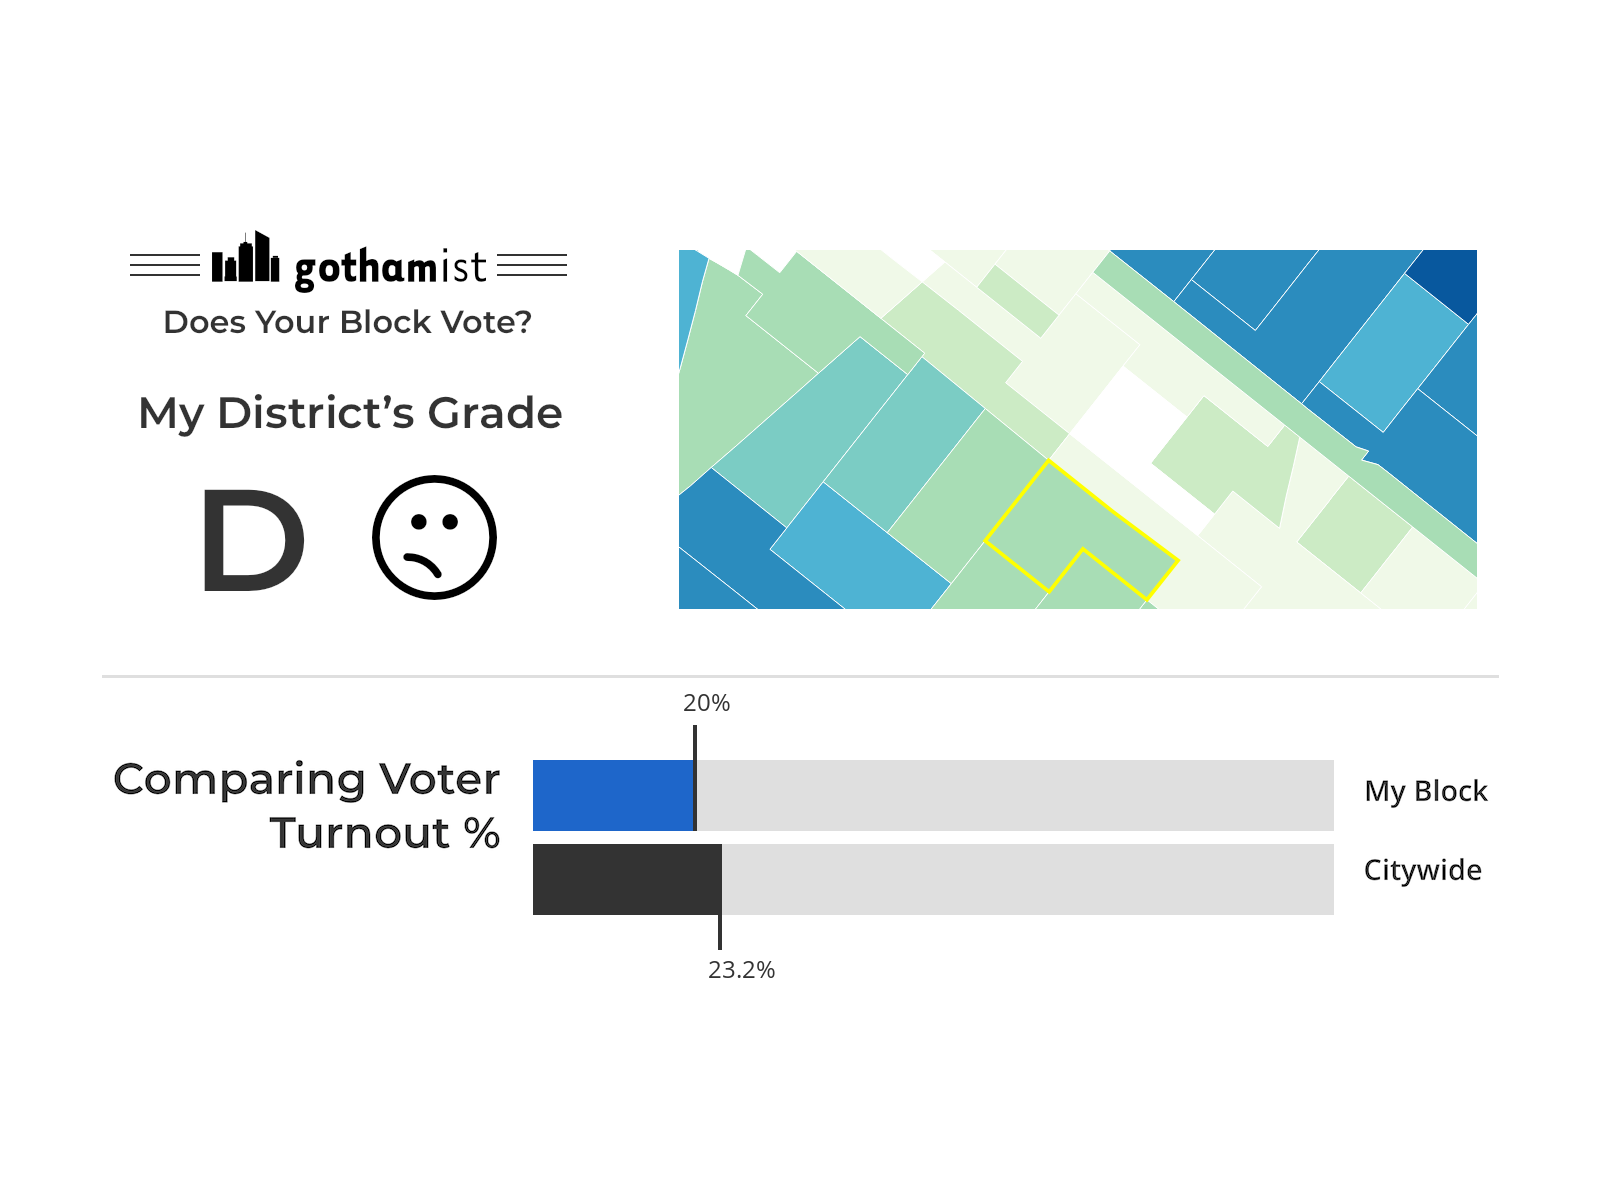 gothamist
Does Your Block Vote?
My District’s Grade
D
20%
Comparing Voter
Turnout %
My Block
Citywide
23.2%